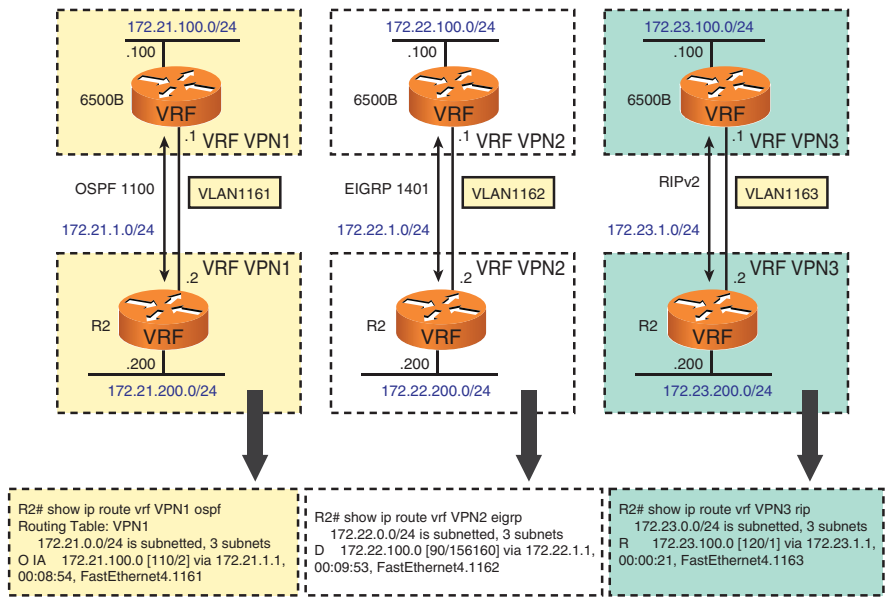 172.21.100.0/24
.100
6500B
VRF
.1
VRF VPN1
OSPF 1100
VLAN1161
172.21.1.0/24
VRF VPN1
.2
R2
VRF
.200
172.21.200.0/24
172.22.100.0/24
.100
6500B
VRF
.1
VRF VPN2
EIGRP 1401
VLAN1162
172.22.1.0/24
VRF VPN2
.2
R2
VRF
.200
172.22.200.0/24
172.23.100.0/24
.100
6500B
VRF
.1
VRF VPN3
RIPv2
VLAN1163
172.23.1.0/24
VRF VPN3
.2
R2
VRF
.200
172.23.200.0/24
R2# show ip route vrf VPN1 ospf
Routing Table: VPN1
172.21.0.0/24 is subnetted, 3 subnets
O IA 172.21.100.0 [110/2] via 172.21.1.1,
00:08:54, FastEthernet4.1161
R2# show ip route vrf VPN2 eigrp
172.22.0.0/24 is subnetted, 3 subnets
D 172.22.100.0 [90/156160] via 172.22.1.1,
00:09:53, FastEthernet4.1162
R2# show ip route vrf VPN3 rip
172.23.0.0/24 is subnetted, 3 subnets
R 172.23.100.0 [120/1] via 172.23.1.1,
00:00:21, FastEthernet4.1163